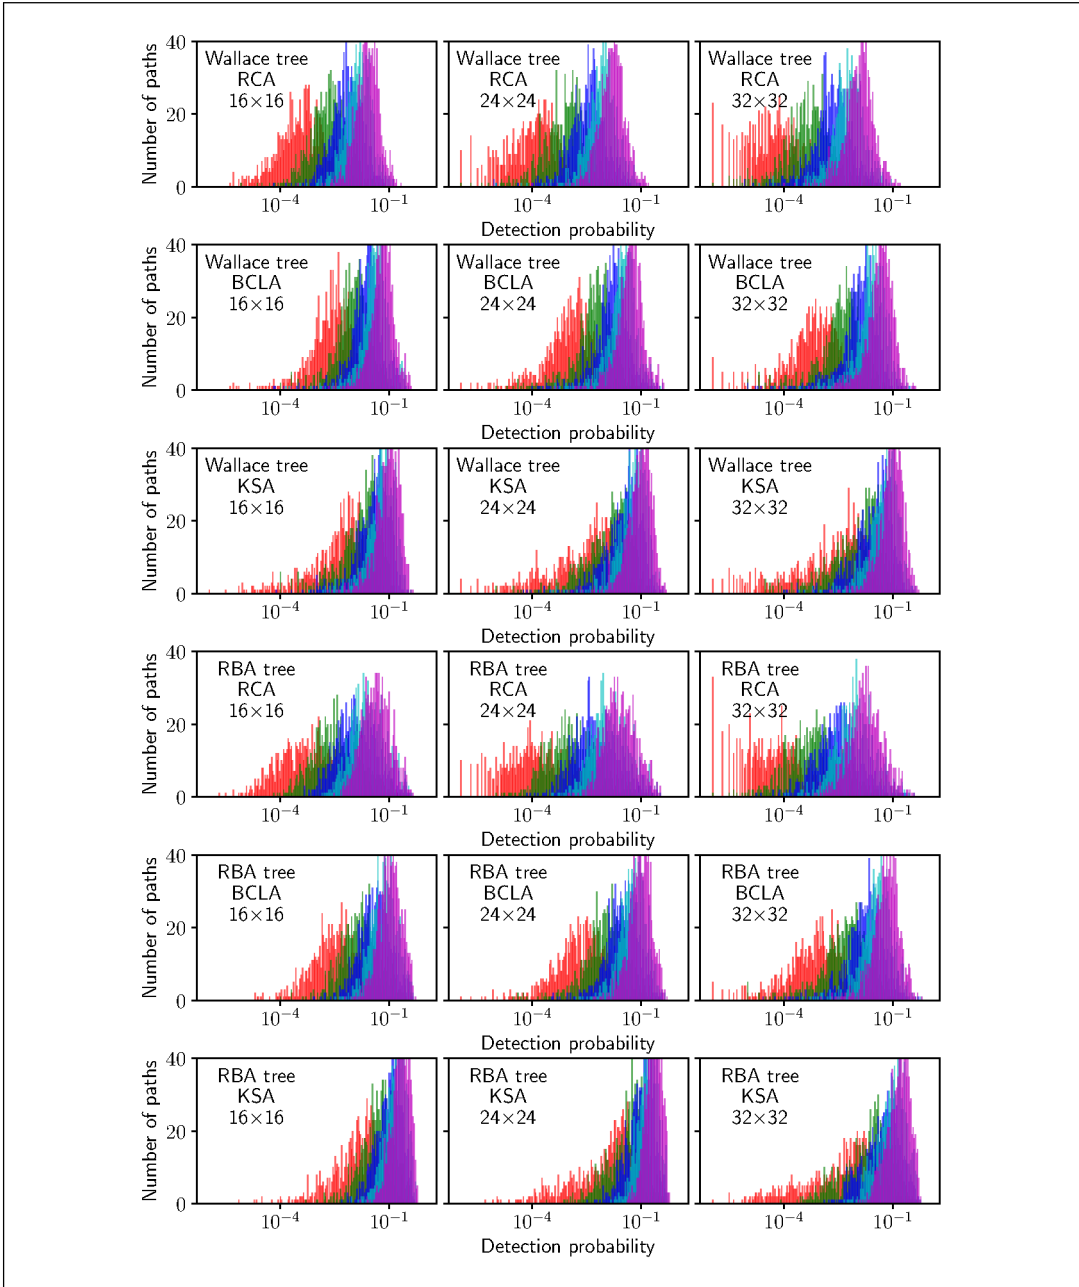 Number of paths
40
20
0
Wallace tree
RCA
16×16
Wallace tree
RCA
24×24
Wallace tree
RCA
32×32
10⁻⁴ 10⁻¹ 10⁻⁴ 10⁻¹ 10⁻⁴ 10⁻¹
Detection probability
Number of paths
40
20
0
Wallace tree
BCLA
16×16
Wallace tree
BCLA
24×24
Wallace tree
BCLA
32×32
10⁻⁴ 10⁻¹ 10⁻⁴ 10⁻¹ 10⁻⁴ 10⁻¹
Detection probability
Number of paths
40
20
0
Wallace tree
KSA
16×16
Wallace tree
KSA
24×24
Wallace tree
KSA
32×32
10⁻⁴ 10⁻¹ 10⁻⁴ 10⁻¹ 10⁻⁴ 10⁻¹
Detection probability
Number of paths
40
20
0
RBA tree
RCA
16×16
RBA tree
RCA
24×24
RBA tree
RCA
32×32
10⁻⁴ 10⁻¹ 10⁻⁴ 10⁻¹ 10⁻⁴ 10⁻¹
Detection probability
Number of paths
40
20
0
RBA tree
BCLA
16×16
RBA tree
BCLA
24×24
RBA tree
BCLA
32×32
10⁻⁴ 10⁻¹ 10⁻⁴ 10⁻¹ 10⁻⁴ 10⁻¹
Detection probability
Number of paths
40
20
0
RBA tree
KSA
16×16
RBA tree
KSA
24×24
RBA tree
KSA
32×32
10⁻⁴ 10⁻¹ 10⁻⁴ 10⁻¹ 10⁻⁴ 10⁻¹
Detection probability